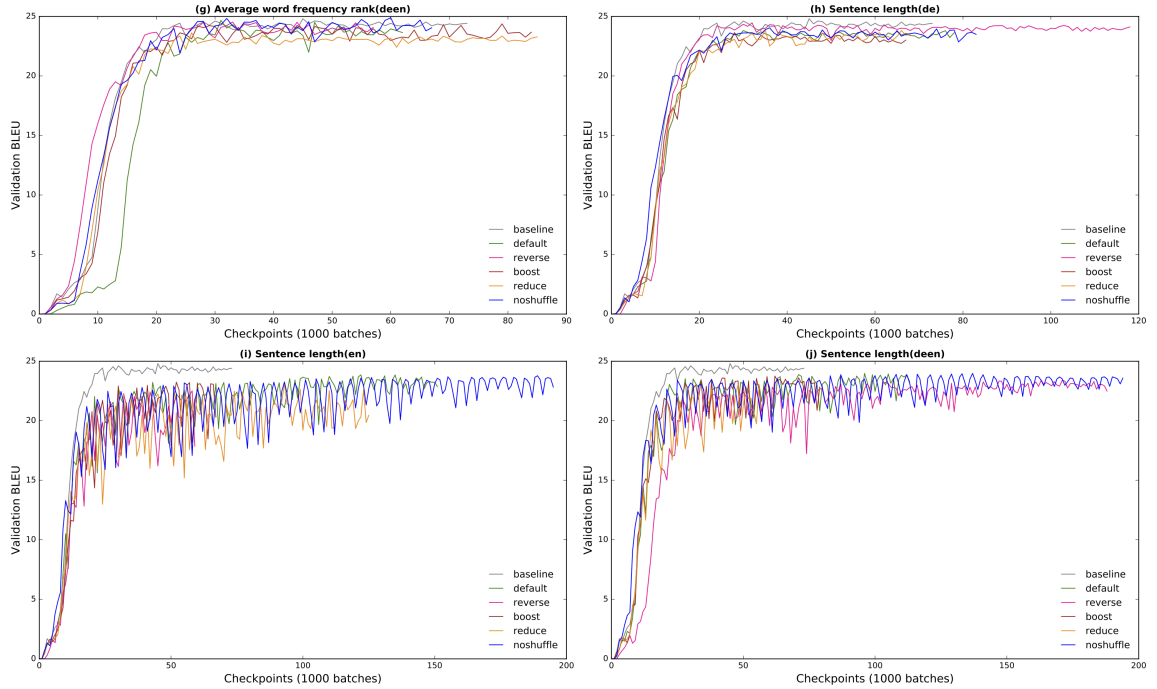 (g) Average word frequency rank(deen)
25
20
15
10
5
0
Validation BLEU
0 10 20 30 40 50 60 70 80 90
Checkpoints (1000 batches)
baseline
default
reverse
boost
reduce
noshuffle
(h) Sentence length(de)
25
20
15
10
5
0
Validation BLEU
0 20 40 60 80 100 120
Checkpoints (1000 batches)
baseline
default
reverse
boost
reduce
noshuffle
(i) Sentence length(en)
25
20
15
10
5
0
Validation BLEU
0 50 100 150 200
Checkpoints (1000 batches)
baseline
default
reverse
boost
reduce
noshuffle
(j) Sentence length(deen)
25
20
15
10
5
0
Validation BLEU
0 50 100 150 200
Checkpoints (1000 batches)
baseline
default
reverse
boost
reduce
noshuffle